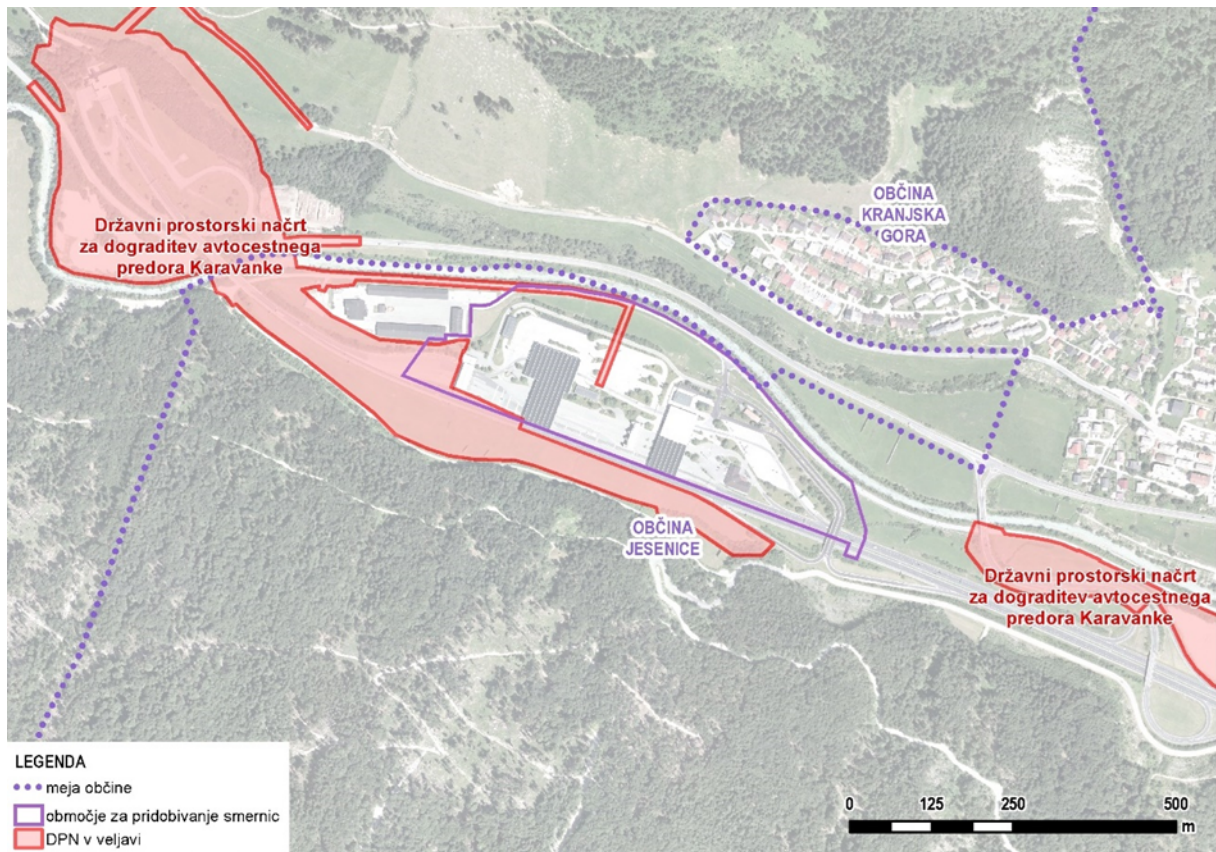 OBČINA
KRANJSKA
GORA
Državni prostorski načrt
za dograditev avtocestnega
predora Karavanke
OBČINA
JESENICE
Državni prostorski načrt
za dograditev avtocestnega
predora Karavanke
LEGENDA
meja občine
območje za pridobivanje smernic
DPN v veljavi
0 125 250 500
m